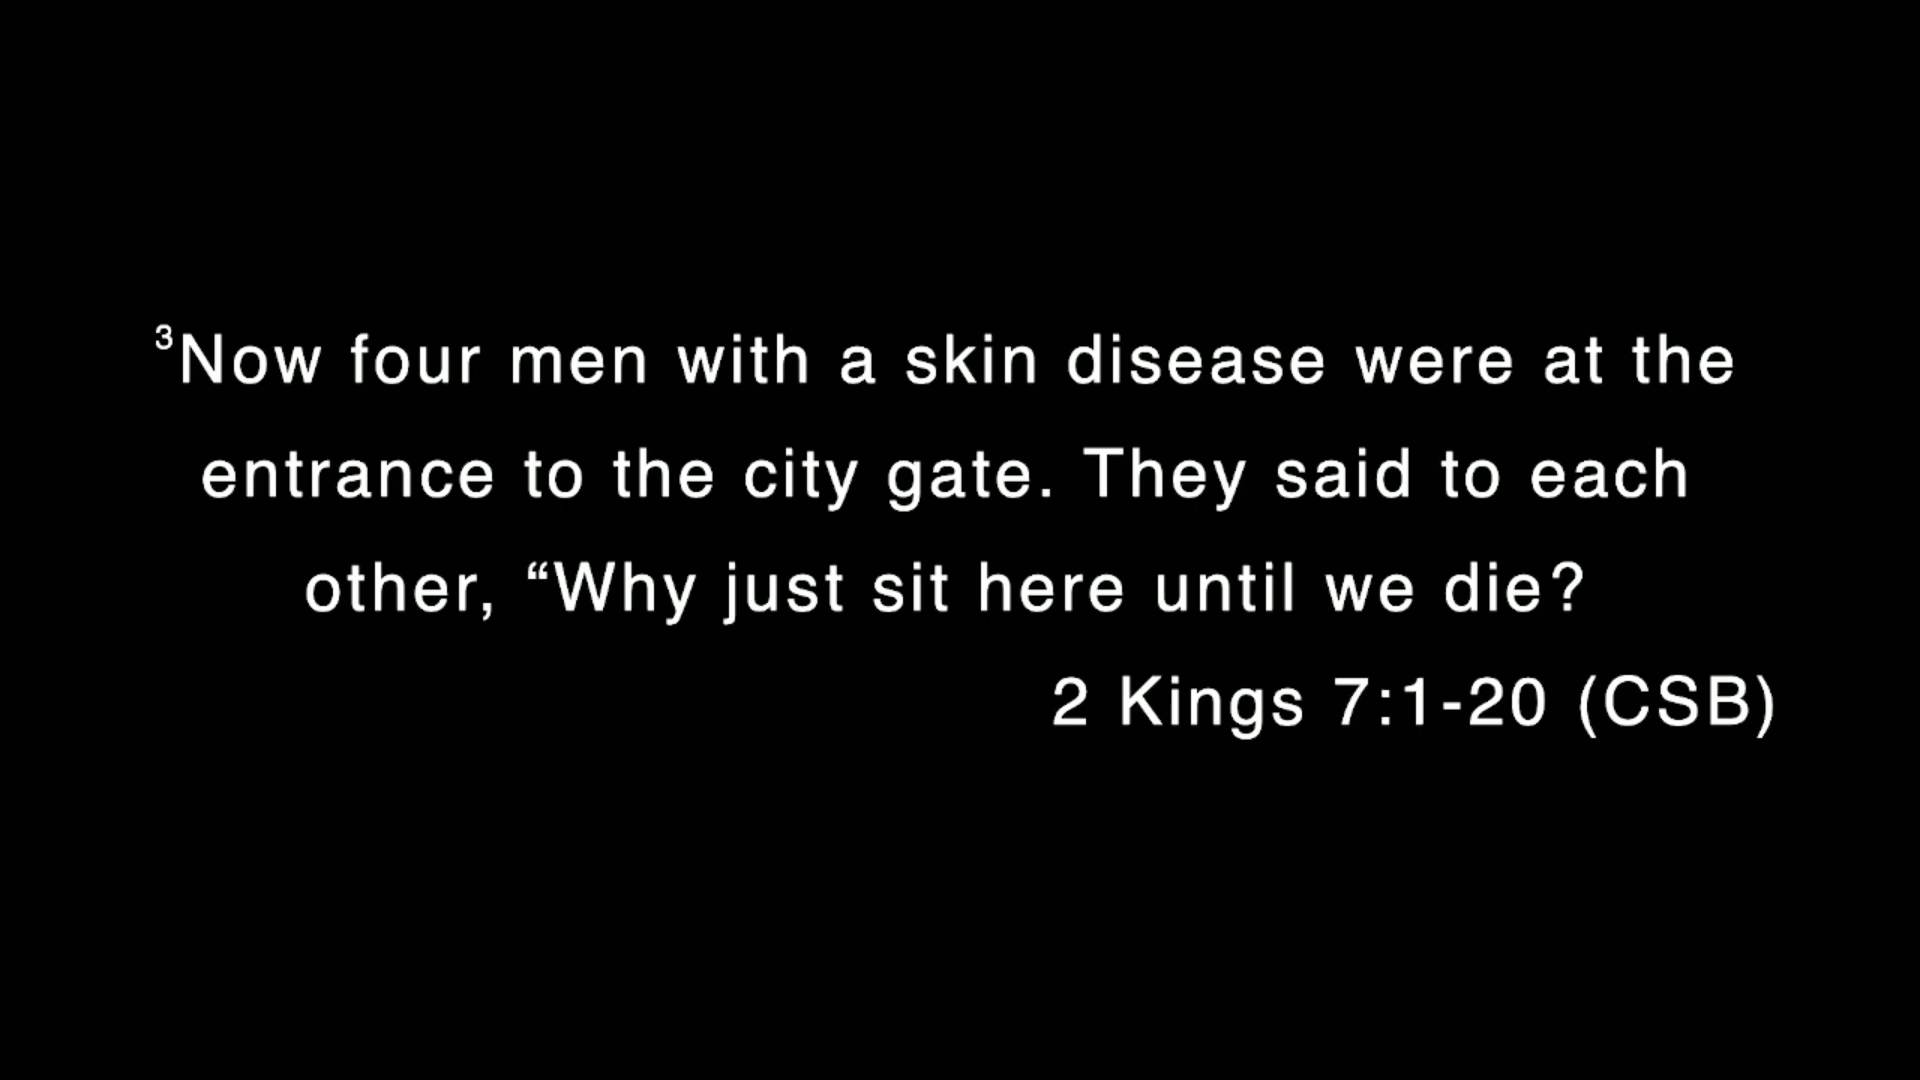 ³Now four men with a skin disease were at the
entrance to the city gate. They said to each
other, “Why just sit here until we die?
2 Kings 7:1-20 (CSB)